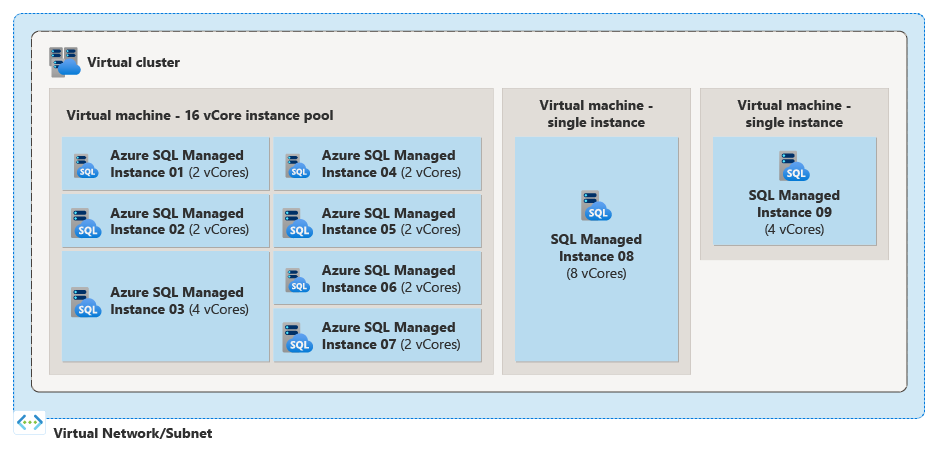 Virtual cluster
Virtual machine - 16 vCore instance pool
Azure SQL Managed
Instance 01 (2 vCores)
SQL
Azure SQL Managed
Instance 02 (2 vCores)
SQL
Azure SQL Managed
Instance 03 (4 vCores)
SQL
Azure SQL Managed
Instance 04 (2 vCores)
SQL
Azure SQL Managed
Instance 05 (2 vCores)
SQL
Azure SQL Managed
Instance 06 (2 vCores)
SQL
Azure SQL Managed
Instance 07 (2 vCores)
SQL
Virtual machine -
single instance
SQL
SQL Managed
Instance 08
(8 vCores)
Virtual machine -
single instance
SQL
SQL Managed
Instance 09
(4 vCores)
Virtual Network/Subnet